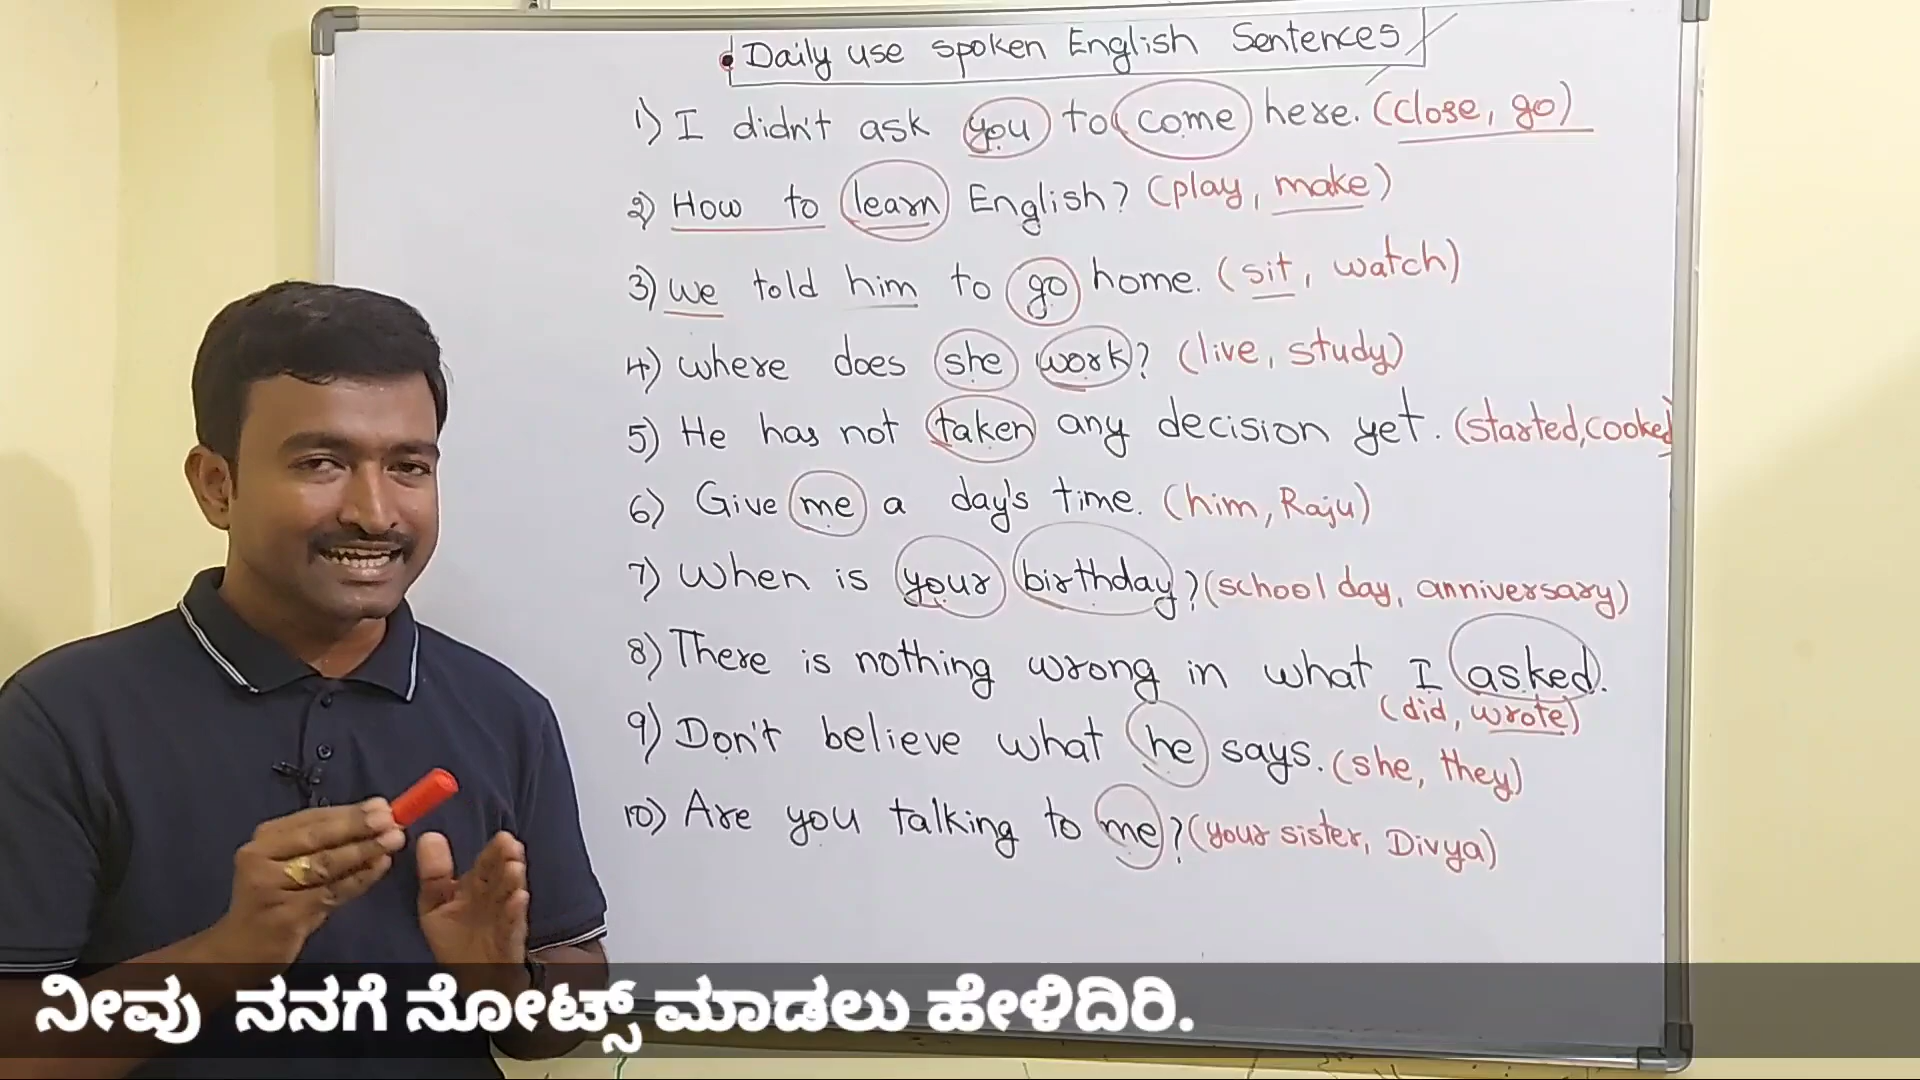 Daily use spoken English Sentences
1) I didn't ask you to come here. (close, go)
2) How to learn English? (play, make)
3) we told him to go home. (sit, watch)
4) where does she work? (live, study)
5) He has not taken any decision yet. (started, cooked)
6) Give me a day's time. (him, Raju)
7) When is your birthday? (school day, anniversary)
8) There is nothing wrong in what I asked.
(did, wrote)
9) Don't believe what he says. (she, they)
10) Are you talking to me? (your sister, Divya)
ನೀವು ನನಗೆ ನೋಟ್ಸ್ ಮಾಡಲು ಹೇಳಿದಿರಿ.